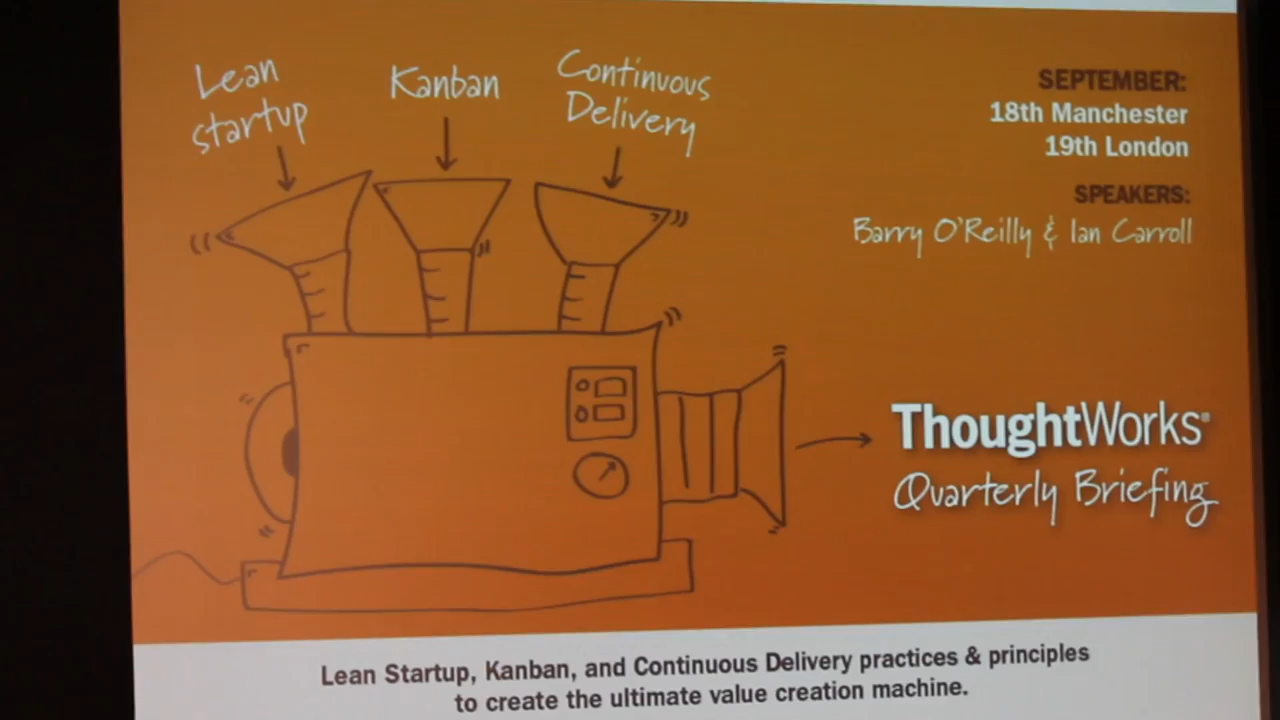 Lean
startup
Kanban
Continuous
Delivery
SEPTEMBER:
18th Manchester
19th London
SPEAKERS:
Barry O'Reilly & Ian Carroll
ThoughtWorks®
Quarterly Briefing
Lean Startup, Kanban, and Continuous Delivery practices & principles
to create the ultimate value creation machine.